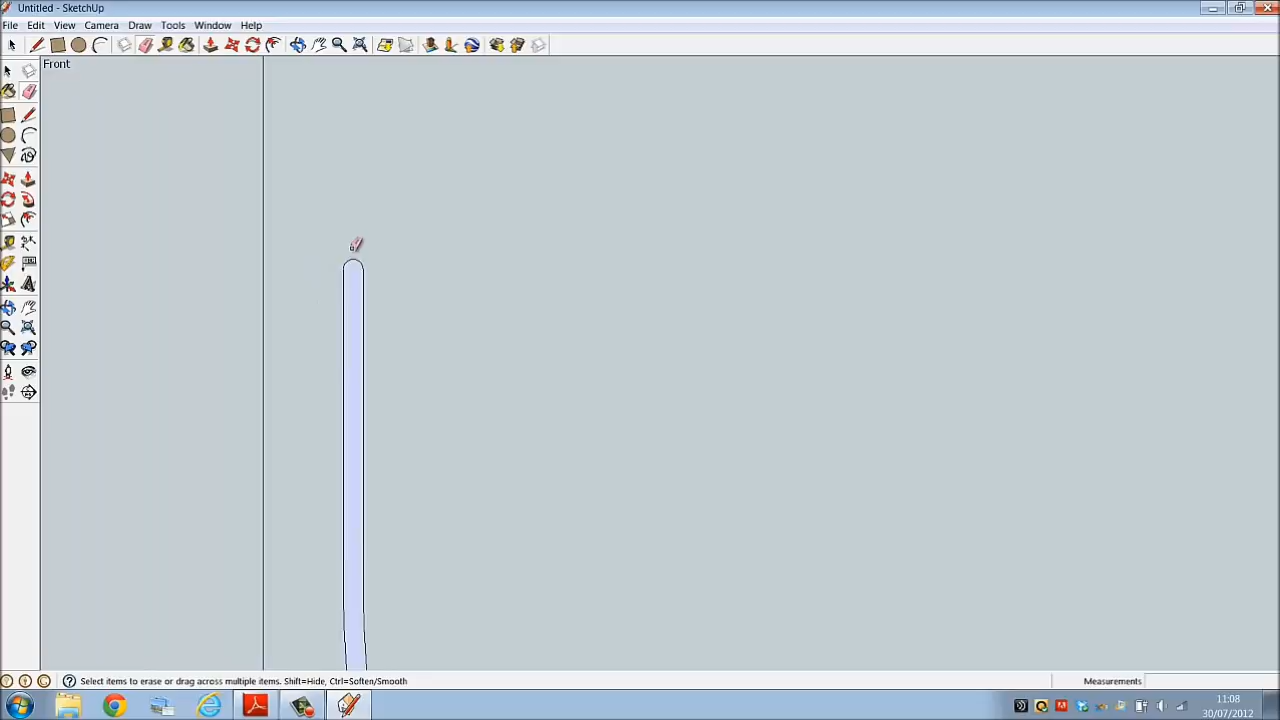 Untitled - SketchUp
File Edit View Camera Draw Tools Window Help
Front
Select items to erase or drag across multiple items. Shift=Hide, Ctrl=Soften/Smooth
Measurements
11:08
30/07/2012